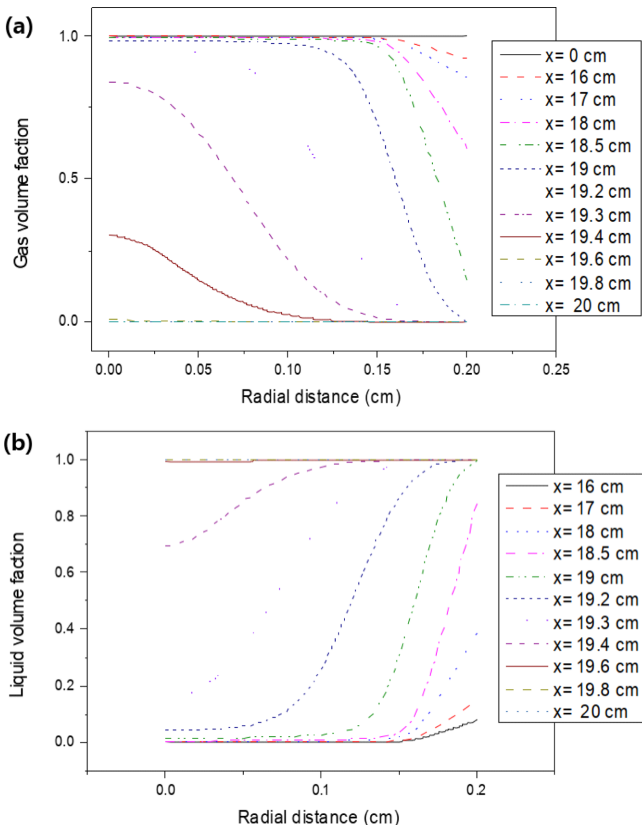 (a)
1.0
0.5
0.0
Gas volume faction
0.00
0.05
0.10
0.15
0.20
0.25
Radial distance (cm)
x= 0 cm
x= 16 cm
x= 17 cm
x= 18 cm
x= 18.5 cm
x= 19 cm
x= 19.2 cm
x= 19.3 cm
x= 19.4 cm
x= 19.6 cm
x= 19.8 cm
x= 20 cm
(b)
1.0
0.8
0.6
0.4
0.2
0.0
Liquid volume faction
0.0
0.1
0.2
Radial distance (cm)
x= 16 cm
x= 17 cm
x= 18 cm
x= 18.5 cm
x= 19 cm
x= 19.2 cm
x= 19.3 cm
x= 19.4 cm
x= 19.6 cm
x= 19.8 cm
x= 20 cm